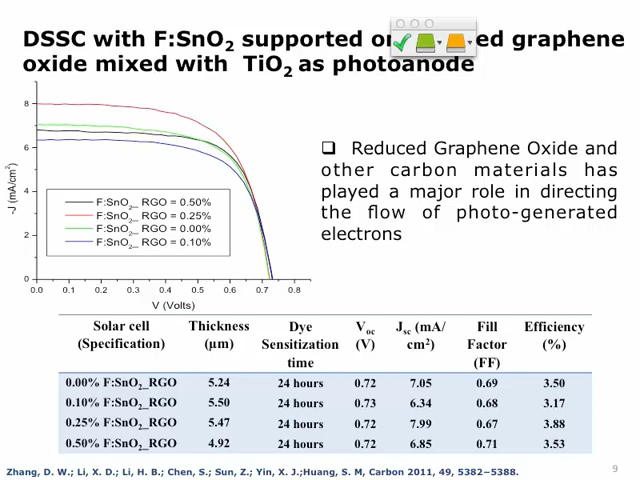 DSSC with F:SnO2 supported on graphene
oxide mixed with TiO2 as photoanode
8
6
4
2
0
-J (mA/cm²)
F:SnO2_ RGO = 0.50%
F:SnO2_ RGO = 0.25%
F:SnO2_ RGO = 0.00%
F:SnO2_ RGO = 0.10%
0.0 0.1 0.2 0.3 0.4 0.5 0.6 0.7 0.8
V (Volts)
❑ Reduced Graphene Oxide and
other carbon materials has
played a major role in directing
the flow of photo-generated
electrons
Solar cell (Specification) Thickness (µm) Dye Sensitization time Voc (V) Jsc (mA/cm²) Fill Factor (FF) Efficiency (%)
0.00% F:SnO2_RGO 5.24 24 hours 0.72 7.05 0.69 3.50
0.10% F:SnO2_RGO 5.50 24 hours 0.73 6.34 0.68 3.17
0.25% F:SnO2_RGO 5.47 24 hours 0.72 7.99 0.67 3.88
0.50% F:SnO2_RGO 4.92 24 hours 0.72 6.85 0.71 3.53
Zhang, D. W.; Li, X. D.; Li, H. B.; Chen, S.; Sun, Z.; Yin, X. J.;Huang, S. M, Carbon 2011, 49, 5382−5388.
9